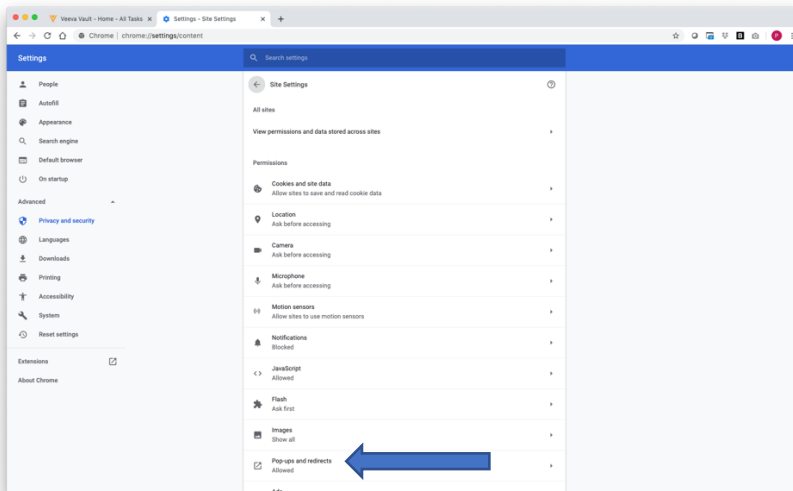 Veeva Vault - Home - All Tasks
Settings - Site Settings
Chrome | chrome://settings/content
Settings
Search settings
People
Autofill
Appearance
Search engine
Default browser
On startup
Advanced
Privacy and security
Languages
Downloads
Printing
Accessibility
System
Reset settings
Extensions
About Chrome
Site Settings
All sites
View permissions and data stored across sites
Permissions
Cookies and site data
Allow sites to save and read cookie data
Location
Ask before accessing
Camera
Ask before accessing
Microphone
Ask before accessing
Motion sensors
Allow sites to use motion sensors
Notifications
Blocked
JavaScript
Allowed
Flash
Ask first
Images
Show all
Pop-ups and redirects
Allowed